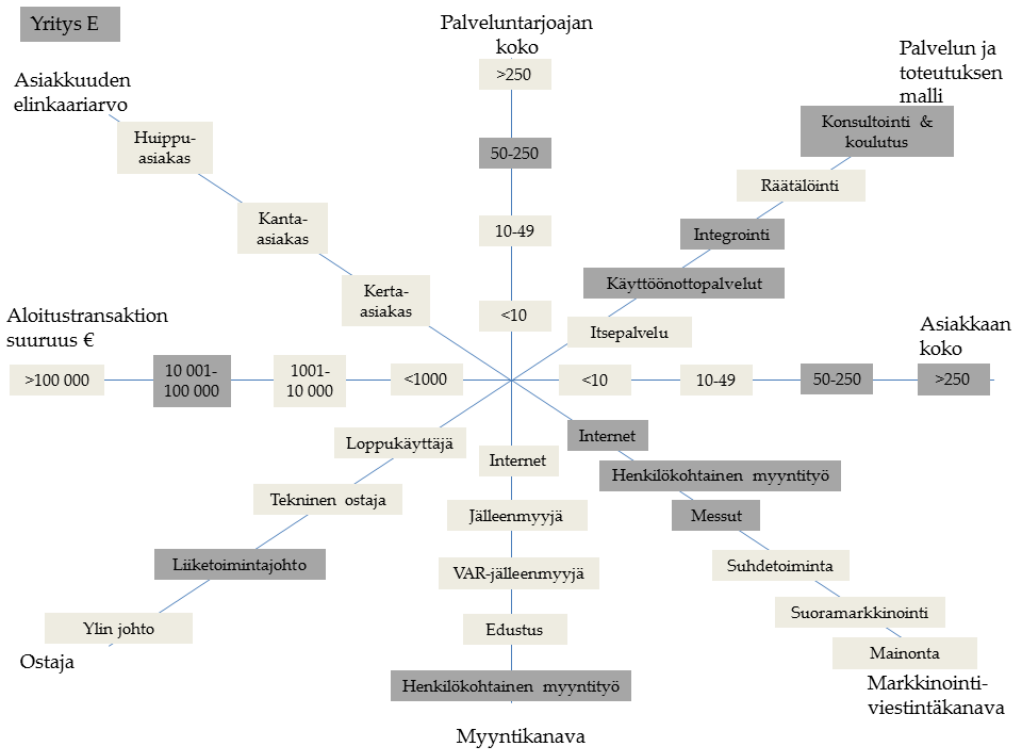 Yritys E
Palveluntarjoajan
koko
>250
50-250
10-49
<10
Palvelun ja
toteutuksen
malli
Konsultointi &
koulutus
Räätälöinti
Integrointi
Käyttöönottopalvelut
Itsepalvelu
Asiakkuuden
elinkaariarvo
Huippu-
asiakas
Kanta-
asiakas
Kerta-
asiakas
Aloitustransaktion
suuruus €
>100 000
10 001-
100 000
1001-
10 000
<1000
Asiakkaan
koko
<10
10-49
50-250
>250
Loppukäyttäjä
Tekninen ostaja
Liiketoimintajohto
Ylin johto
Ostaja
Internet
Jälleenmyyjä
VAR-jälleenmyyjä
Edustus
Henkilökohtainen myyntityö
Myyntikanava
Internet
Henkilökohtainen myyntityö
Messut
Suhdetoiminta
Suoramarkkinointi
Mainonta
Markkinointi-
viestintäkanava